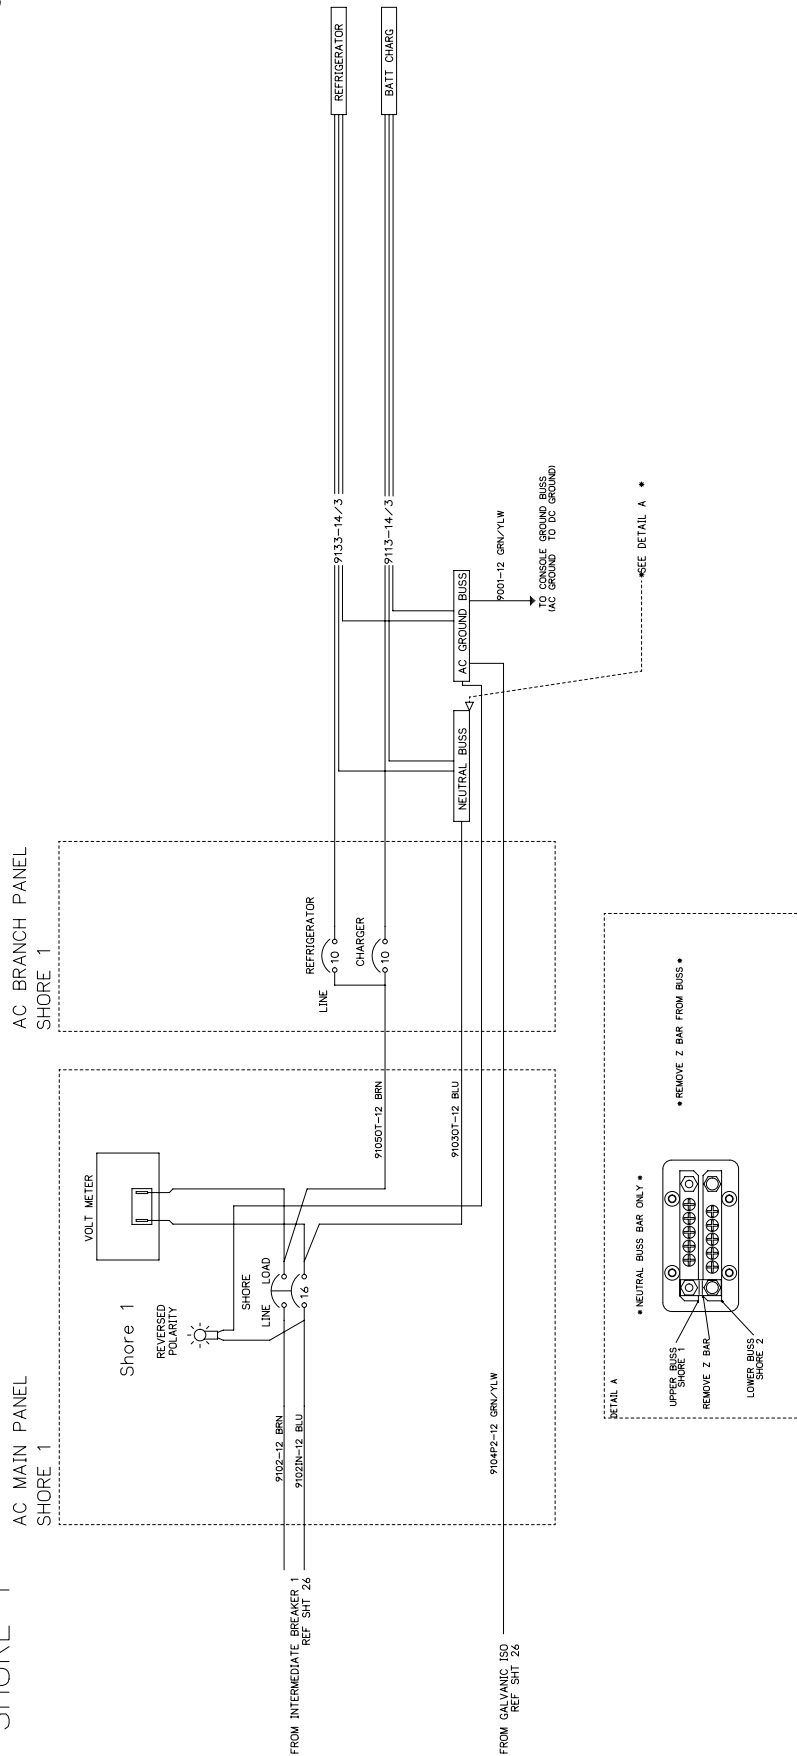 SHORE 1
AC MAIN PANEL
SHORE 1
AC BRANCH PANEL
SHORE 1
Shore 1
VOLT METER
REVERSED
POLARITY
SHORE
LINE LOAD
16
9102-12 BRN
9102IN-12 BLU
FROM INTERMEDIATE BREAKER 1
REF SHT 26
9104P2-12 GRN/YLW
FROM GALVANIC ISO
REF SHT 26
9105OT-12 BRN
9103OT-12 BLU
LINE
REFRIGERATOR
10
CHARGER
10
NEUTRAL BUSS
AC GROUND BUSS
9133-14/3
9113-14/3
REFRIGERATOR
BATT CHARG
9001-12 GRN/YLW
TO CONSOLE GROUND BUSS
(AC GROUND TO DC GROUND)
*SEE DETAIL A *
DETAIL A
* NEUTRAL BUSS BAR ONLY *
* REMOVE Z BAR FROM BUSS *
UPPER BUSS
SHORE 1
REMOVE Z BAR
LOWER BUSS
SHORE 2